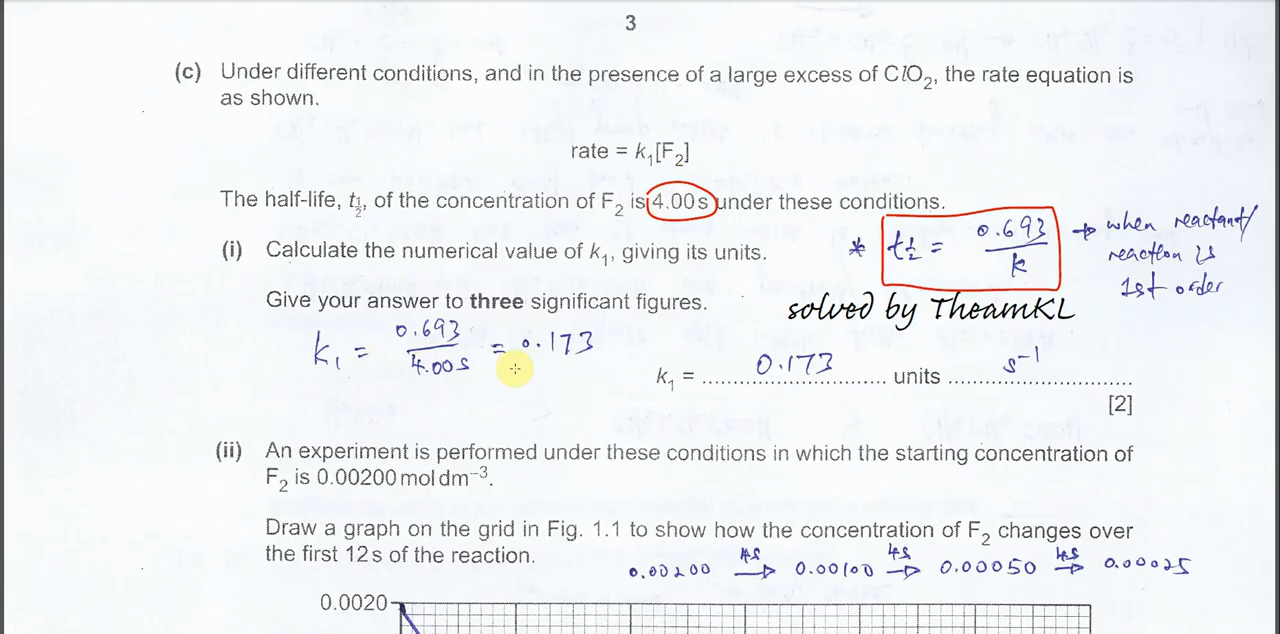 3
(c) Under different conditions, and in the presence of a large excess of ClO₂, the rate equation is
as shown.
rate = k₁[F₂]
The half-life, t½, of the concentration of F₂ is 4.00 s under these conditions.
(i) Calculate the numerical value of k₁, giving its units.
* t½ = 0.693 / k → when reactant/
reaction is
1st order
Give your answer to three significant figures.
solved by TheamKL
k₁ = 0.693 / 4.00s = 0.173
k₁ = 0.173 units s⁻¹
[2]
(ii) An experiment is performed under these conditions in which the starting concentration of
F₂ is 0.00200 mol dm⁻³.
Draw a graph on the grid in Fig. 1.1 to show how the concentration of F₂ changes over
the first 12 s of the reaction.
0.00200 4s→ 0.00100 4s→ 0.00050 4s→ 0.00025
0.0020